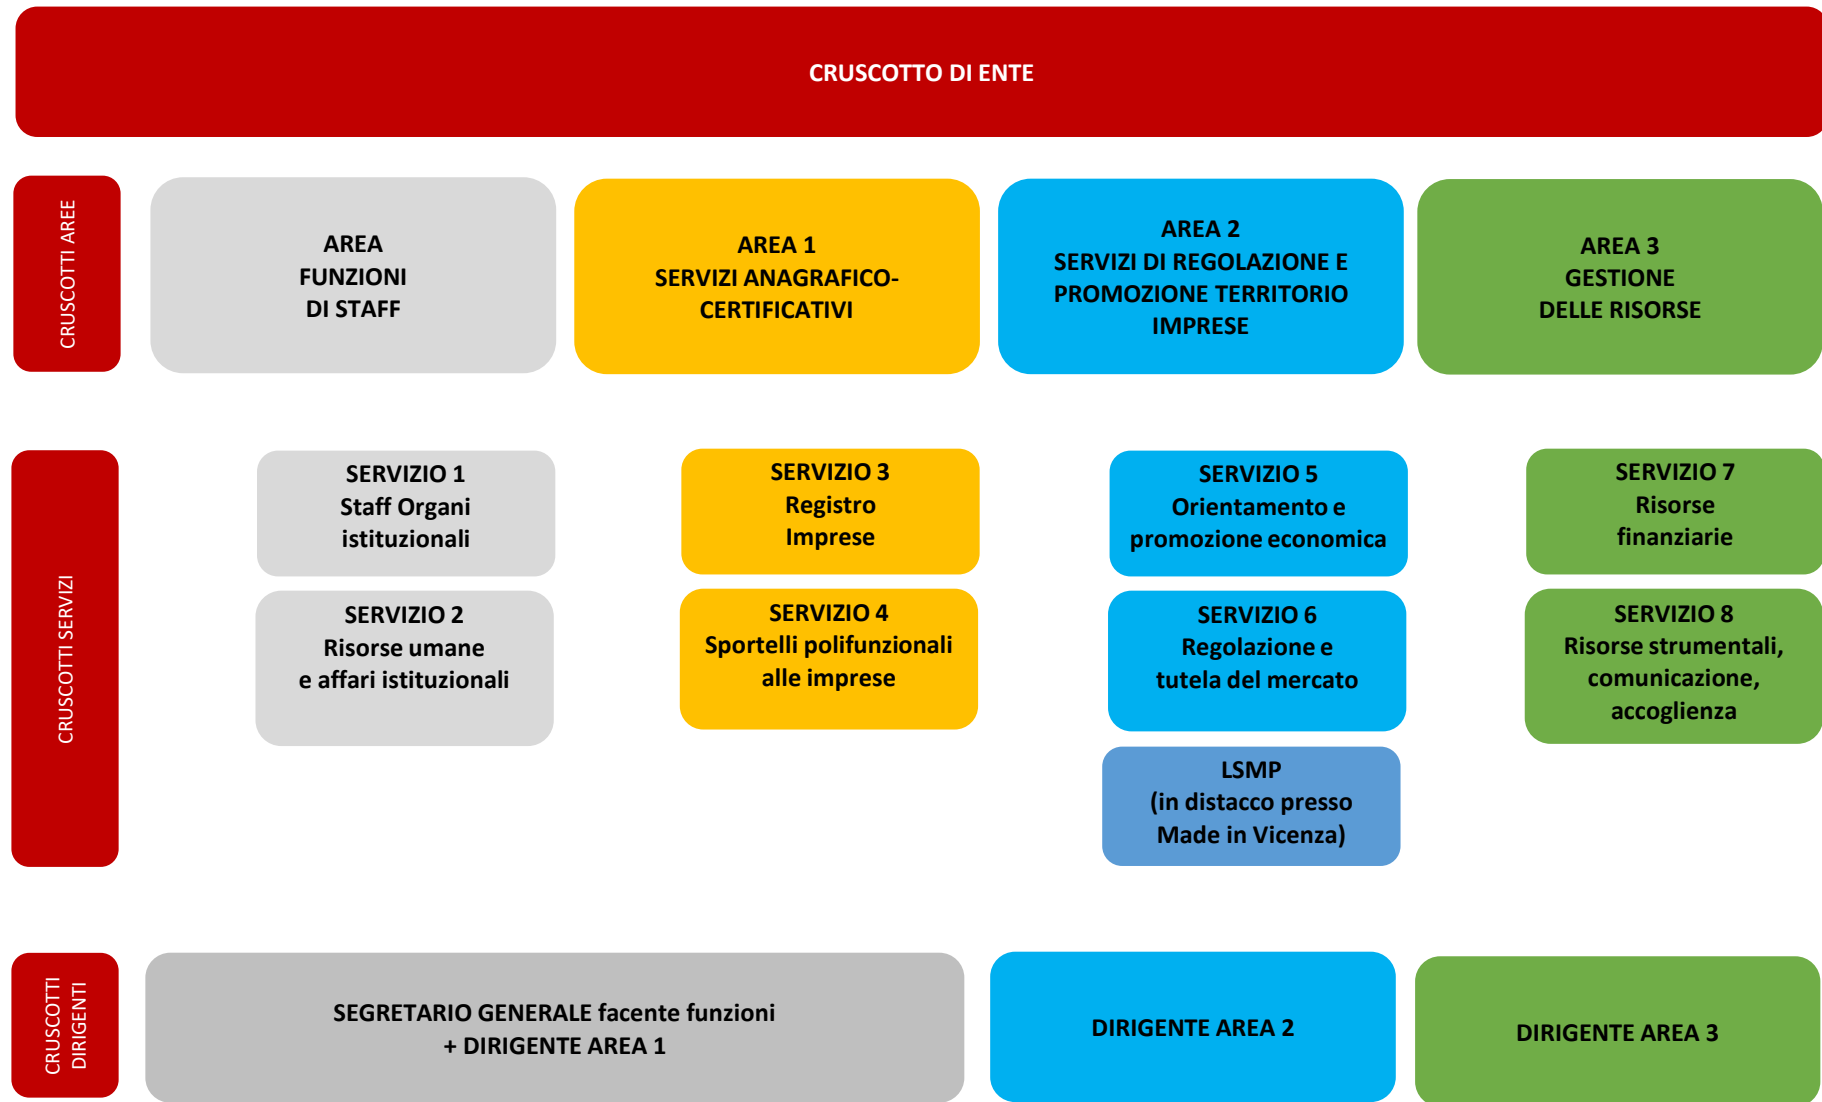 CRUSCOTTO DI ENTE
CRUSCOTTI AREE
AREA
FUNZIONI
DI STAFF
AREA 1
SERVIZI ANAGRAFICO-
CERTIFICATIVI
AREA 2
SERVIZI DI REGOLAZIONE E
PROMOZIONE TERRITORIO
IMPRESE
AREA 3
GESTIONE
DELLE RISORSE
CRUSCOTTI SERVIZI
SERVIZIO 1
Staff Organi
istituzionali
SERVIZIO 3
Registro
Imprese
SERVIZIO 5
Orientamento e
promozione economica
SERVIZIO 7
Risorse
finanziarie
SERVIZIO 2
Risorse umane
e affari istituzionali
SERVIZIO 4
Sportelli polifunzionali
alle imprese
SERVIZIO 6
Regolazione e
tutela del mercato
SERVIZIO 8
Risorse strumentali,
comunicazione,
accoglienza
LSMP
(in distacco presso
Made in Vicenza)
CRUSCOTTI
DIRIGENTI
SEGRETARIO GENERALE facente funzioni
+ DIRIGENTE AREA 1
DIRIGENTE AREA 2
DIRIGENTE AREA 3